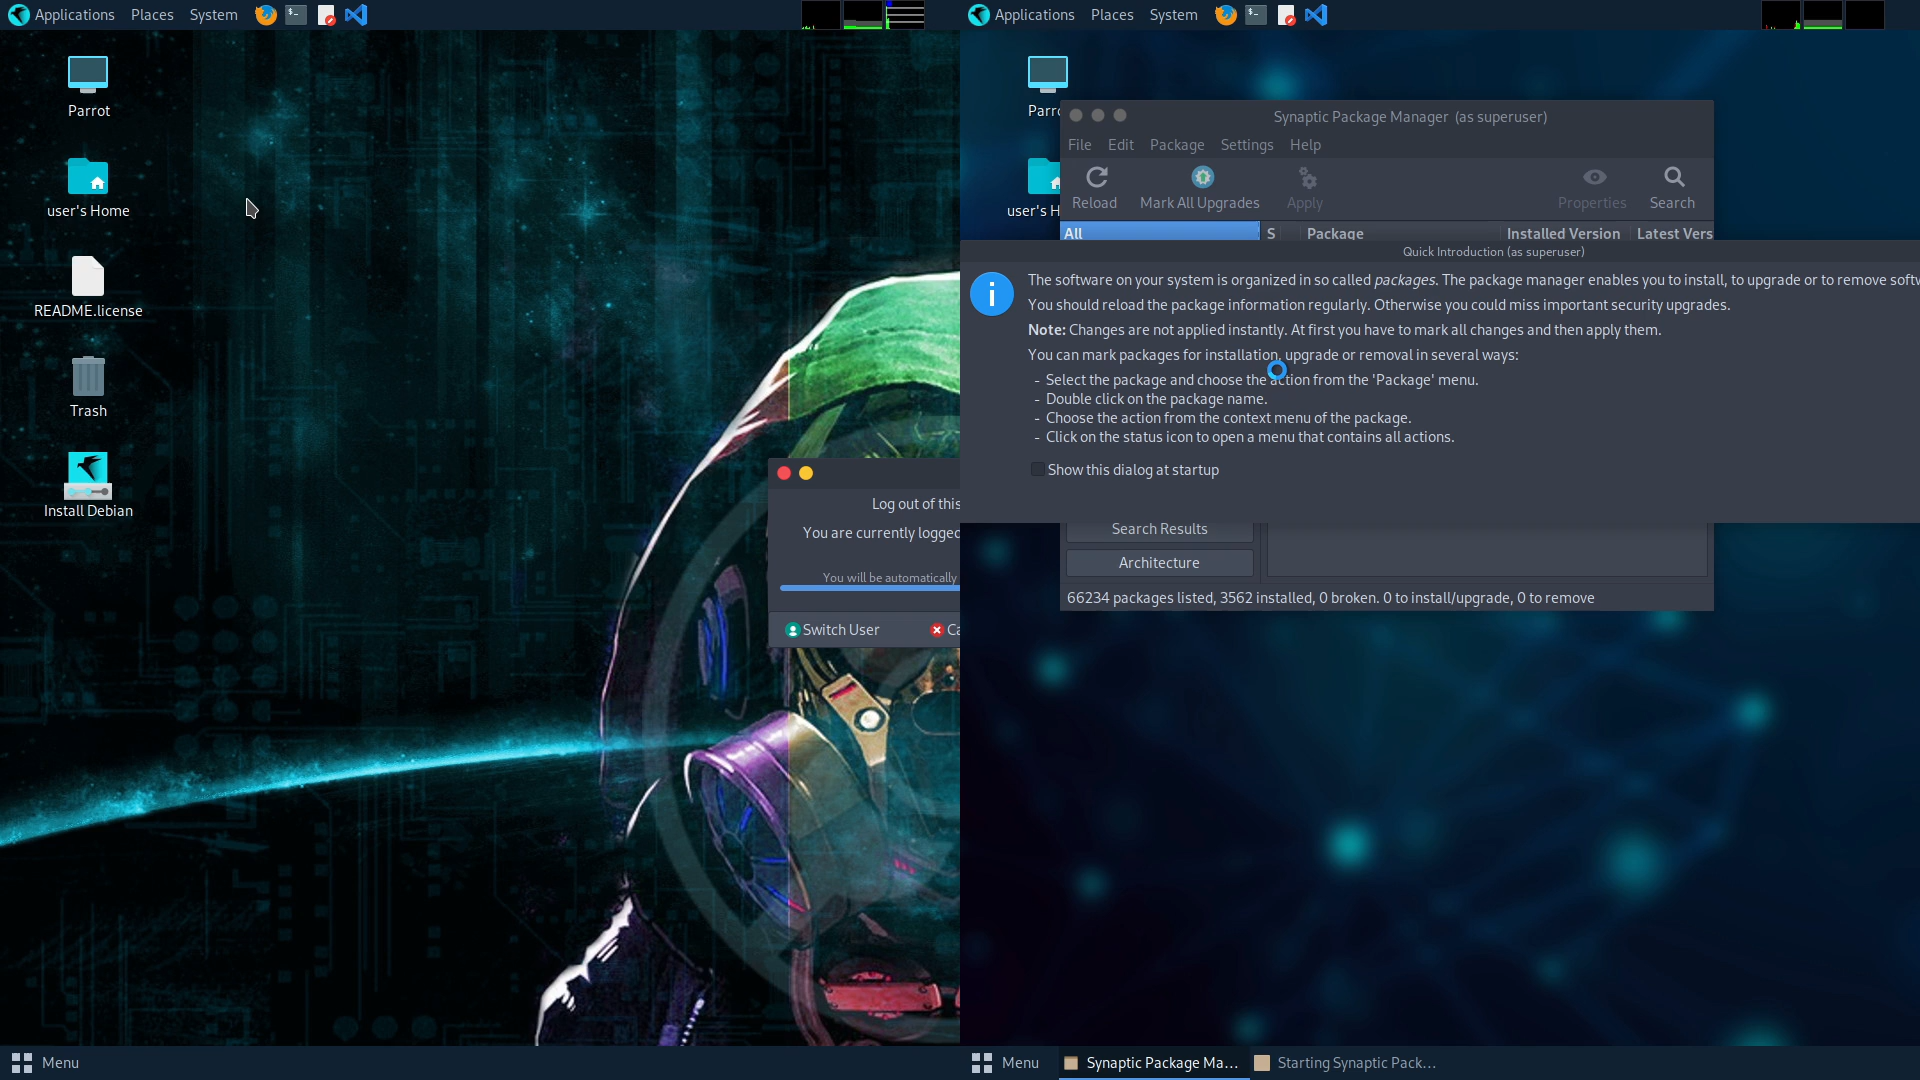 Applications Places System
Parrot
user's Home
README.license
Trash
Install Debian
Log out of this
You are currently logged
You will be automatically
Switch User
Menu
Applications Places System
user's H
Synaptic Package Manager (as superuser)
File Edit Package Settings Help
Reload Mark All Upgrades Apply Properties Search
All S Package Installed Version Latest Vers
Quick Introduction (as superuser)
The software on your system is organized in so called packages. The package manager enables you to install, to upgrade or to remove softw
You should reload the package information regularly. Otherwise you could miss important security upgrades.
Note: Changes are not applied instantly. At first you have to mark all changes and then apply them.
You can mark packages for installation, upgrade or removal in several ways:
- Select the package and choose the action from the 'Package' menu.
- Double click on the package name.
- Choose the action from the context menu of the package.
- Click on the status icon to open a menu that contains all actions.
Show this dialog at startup
Search Results
Architecture
66234 packages listed, 3562 installed, 0 broken. 0 to install/upgrade, 0 to remove
Menu Synaptic Package Ma... Starting Synaptic Pack...